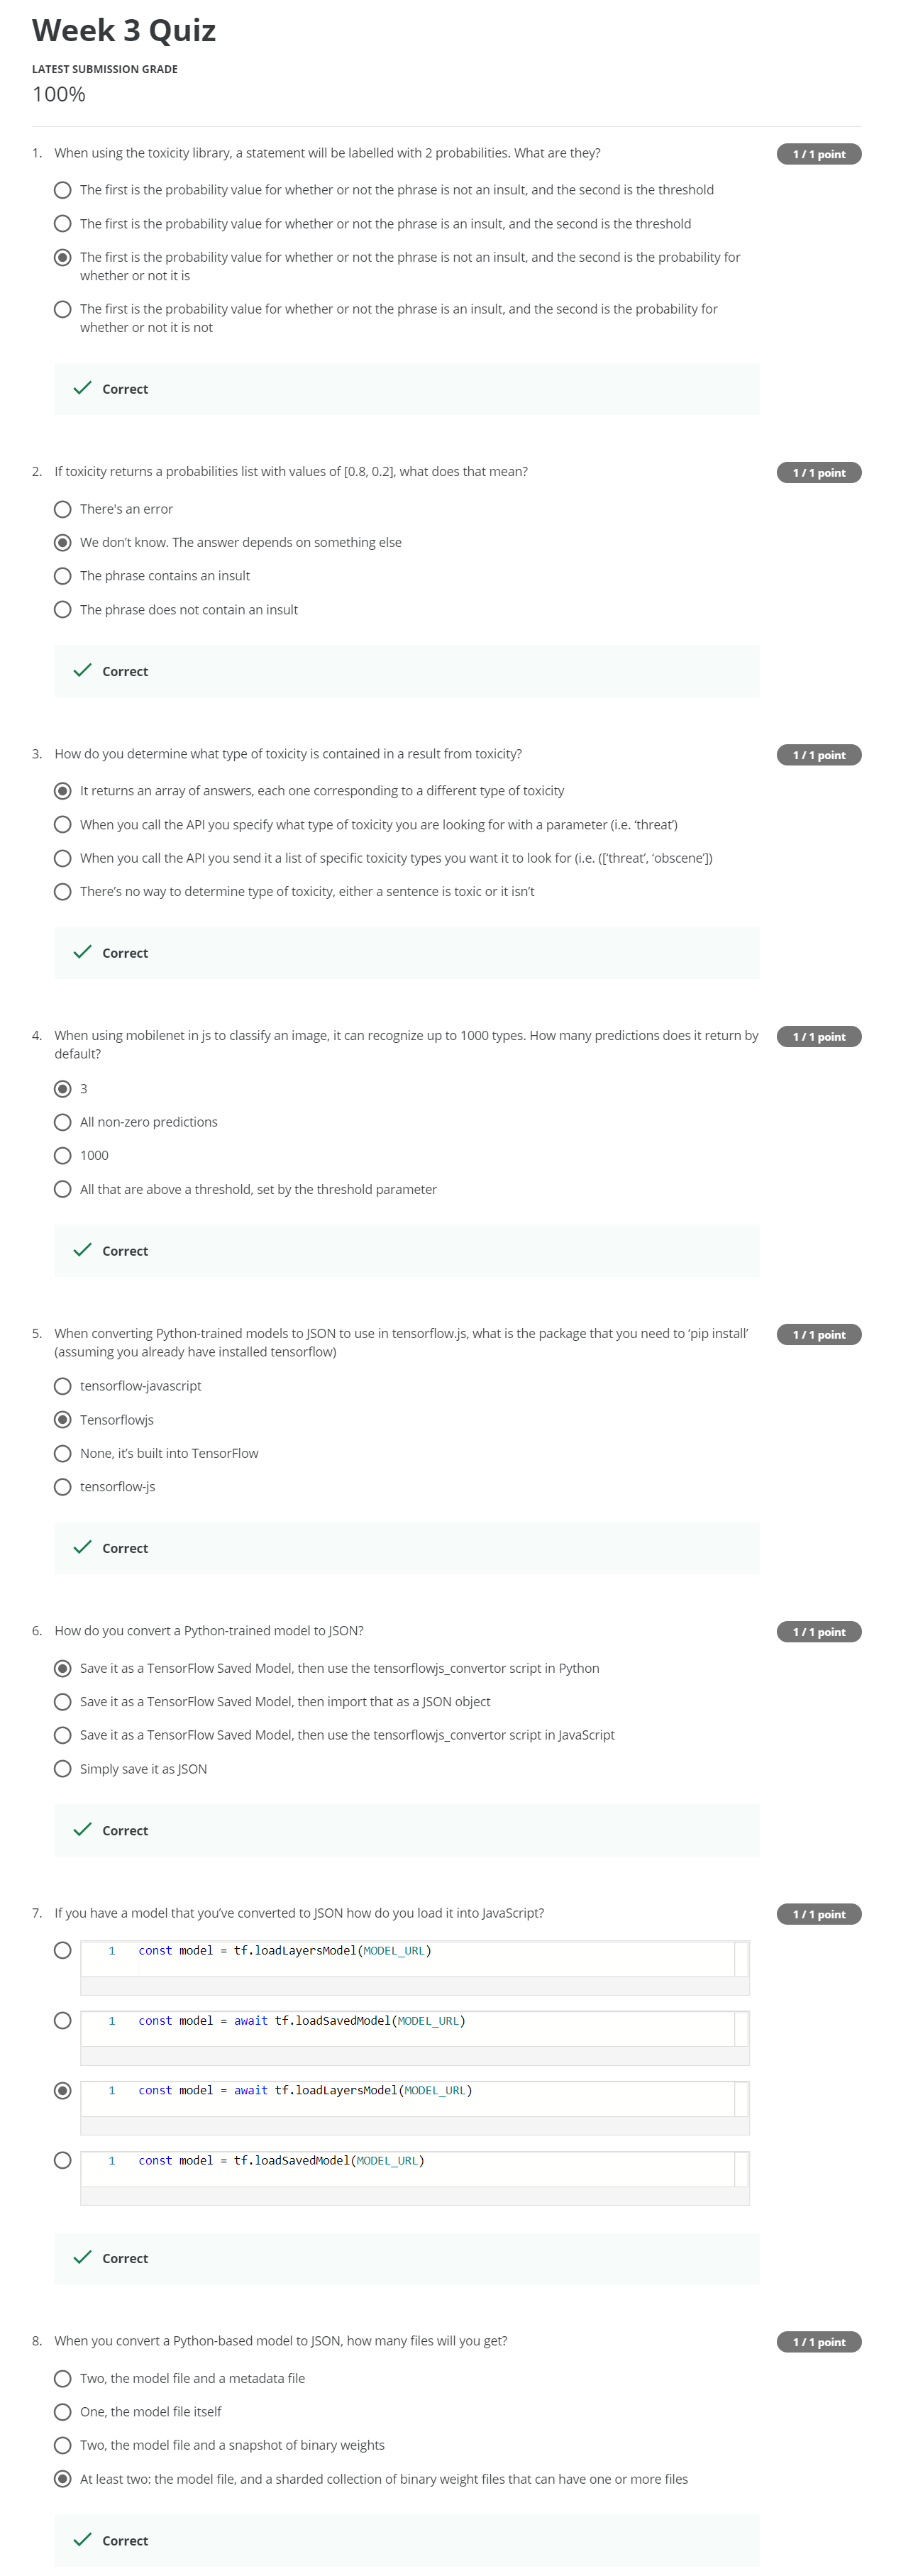 Week 3 Quiz
LATEST SUBMISSION GRADE
100%
1. When using the toxicity library, a statement will be labelled with 2 probabilities. What are they?
1 / 1 point
The first is the probability value for whether or not the phrase is not an insult, and the second is the threshold
The first is the probability value for whether or not the phrase is an insult, and the second is the threshold
The first is the probability value for whether or not the phrase is not an insult, and the second is the probability for
whether or not it is
The first is the probability value for whether or not the phrase is an insult, and the second is the probability for
whether or not it is not
Correct
2. If toxicity returns a probabilities list with values of [0.8, 0.2], what does that mean?
1 / 1 point
There's an error
We don't know. The answer depends on something else
The phrase contains an insult
The phrase does not contain an insult
Correct
3. How do you determine what type of toxicity is contained in a result from toxicity?
1 / 1 point
It returns an array of answers, each one corresponding to a different type of toxicity
When you call the API you specify what type of toxicity you are looking for with a parameter (i.e. 'threat')
When you call the API you send it a list of specific toxicity types you want it to look for (i.e. (['threat', 'obscene'])
There's no way to determine type of toxicity, either a sentence is toxic or it isn't
Correct
4. When using mobilenet in js to classify an image, it can recognize up to 1000 types. How many predictions does it return by
default?
1 / 1 point
3
All non-zero predictions
1000
All that are above a threshold, set by the threshold parameter
Correct
5. When converting Python-trained models to JSON to use in tensorflow.js, what is the package that you need to 'pip install'
(assuming you already have installed tensorflow)
1 / 1 point
tensorflow-javascript
Tensorflowjs
None, it's built into TensorFlow
tensorflow-js
Correct
6. How do you convert a Python-trained model to JSON?
1 / 1 point
Save it as a TensorFlow Saved Model, then use the tensorflowjs_convertor script in Python
Save it as a TensorFlow Saved Model, then import that as a JSON object
Save it as a TensorFlow Saved Model, then use the tensorflowjs_convertor script in JavaScript
Simply save it as JSON
Correct
7. If you have a model that you've converted to JSON how do you load it into JavaScript?
1 / 1 point
1 const model = tf.loadLayersModel(MODEL_URL)
1 const model = await tf.loadSavedModel(MODEL_URL)
1 const model = await tf.loadLayersModel(MODEL_URL)
1 const model = tf.loadSavedModel(MODEL_URL)
Correct
8. When you convert a Python-based model to JSON, how many files will you get?
1 / 1 point
Two, the model file and a metadata file
One, the model file itself
Two, the model file and a snapshot of binary weights
At least two: the model file, and a sharded collection of binary weight files that can have one or more files
Correct